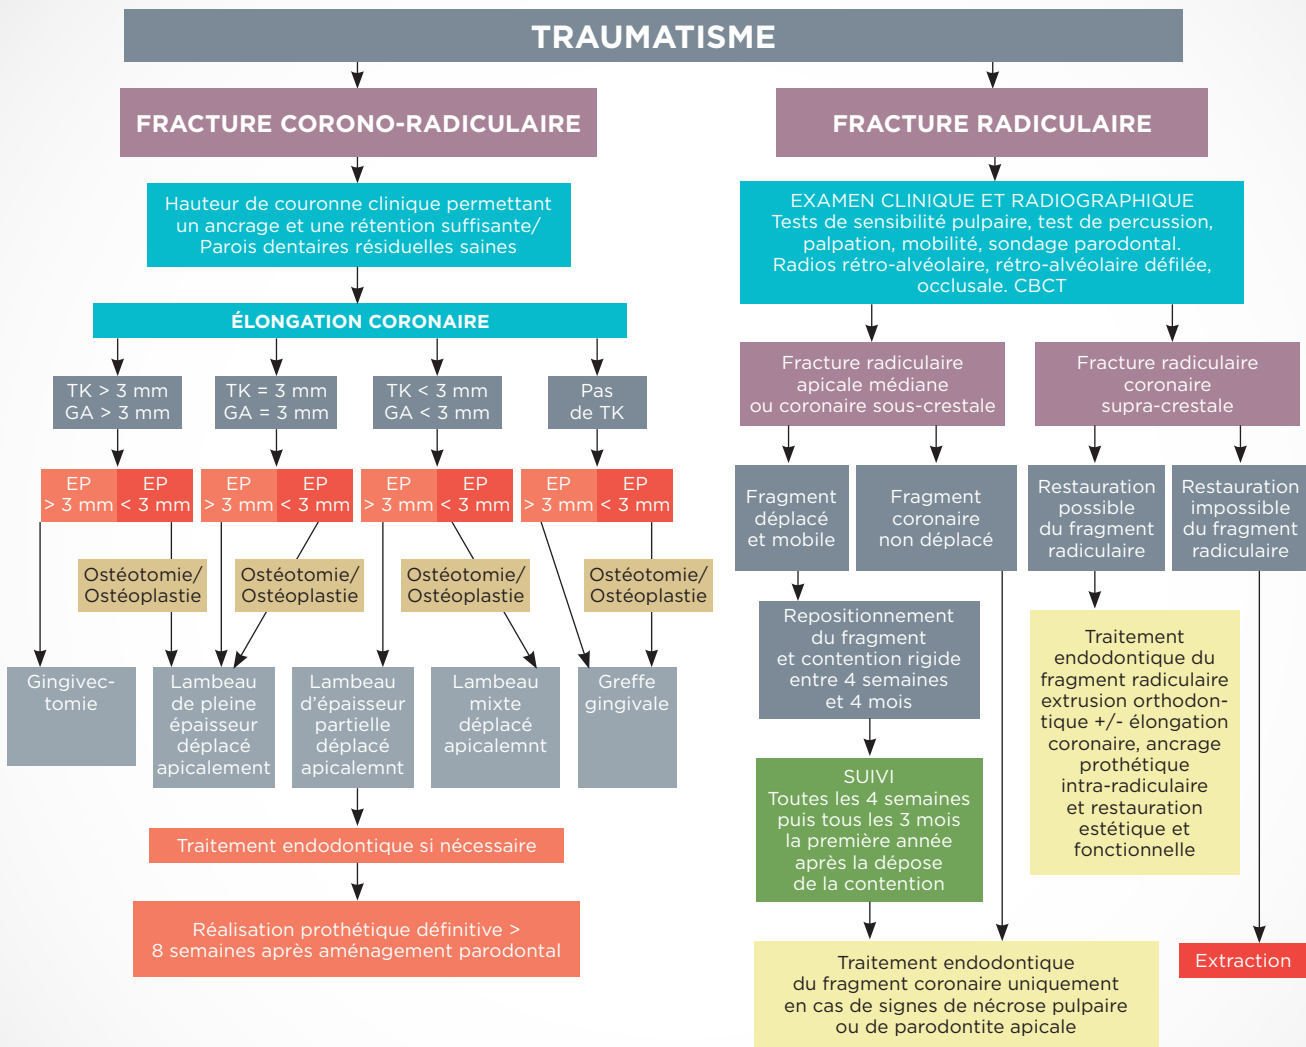 TRAUMATISME
FRACTURE CORONO-RADICULAIRE
Hauteur de couronne clinique permettant
un ancrage et une rétention suffisante/
Parois dentaires résiduelles saines
ÉLONGATION CORONAIRE
TK > 3 mm
GA > 3 mm
TK = 3 mm
GA = 3 mm
TK < 3 mm
GA < 3 mm
Pas
de TK
EP
> 3 mm
EP
< 3 mm
EP
> 3 mm
EP
< 3 mm
EP
> 3 mm
EP
< 3 mm
EP
> 3 mm
EP
< 3 mm
Ostéotomie/
Ostéoplastie
Ostéotomie/
Ostéoplastie
Ostéotomie/
Ostéoplastie
Ostéotomie/
Ostéoplastie
Gingivec-
tomie
Lambeau
de pleine
épaisseur
déplacé
apicalement
Lambeau
d'épaisseur
partielle
déplacé
apicalemnt
Lambeau
mixte
déplacé
apicalemnt
Greffe
gingivale
Traitement endodontique si nécessaire
Réalisation prothétique définitive >
8 semaines après aménagement parodontal
FRACTURE RADICULAIRE
EXAMEN CLINIQUE ET RADIOGRAPHIQUE
Tests de sensibilité pulpaire, test de percussion,
palpation, mobilité, sondage parodontal.
Radios rétro-alvéolaire, rétro-alvéolaire défilée,
occlusale. CBCT
Fracture radiculaire
apicale médiane
ou coronaire sous-crestale
Fracture radiculaire
coronaire
supra-crestale
Fragment
déplacé
et mobile
Fragment
coronaire
non déplacé
Restauration
possible
du fragment
radiculaire
Restauration
impossible
du fragment
radiculaire
Repositionnement
du fragment
et contention rigide
entre 4 semaines
et 4 mois
SUIVI
Toutes les 4 semaines
puis tous les 3 mois
la première année
après la dépose
de la contention
Traitement
endodontique du
fragment radiculaire
extrusion orthodon-
tique +/- élongation
coronaire, ancrage
prothétique
intra-radiculaire
et restauration
estétique et
fonctionnelle
Traitement endodontique
du fragment coronaire uniquement
en cas de signes de nécrose pulpaire
ou de parodontite apicale
Extraction